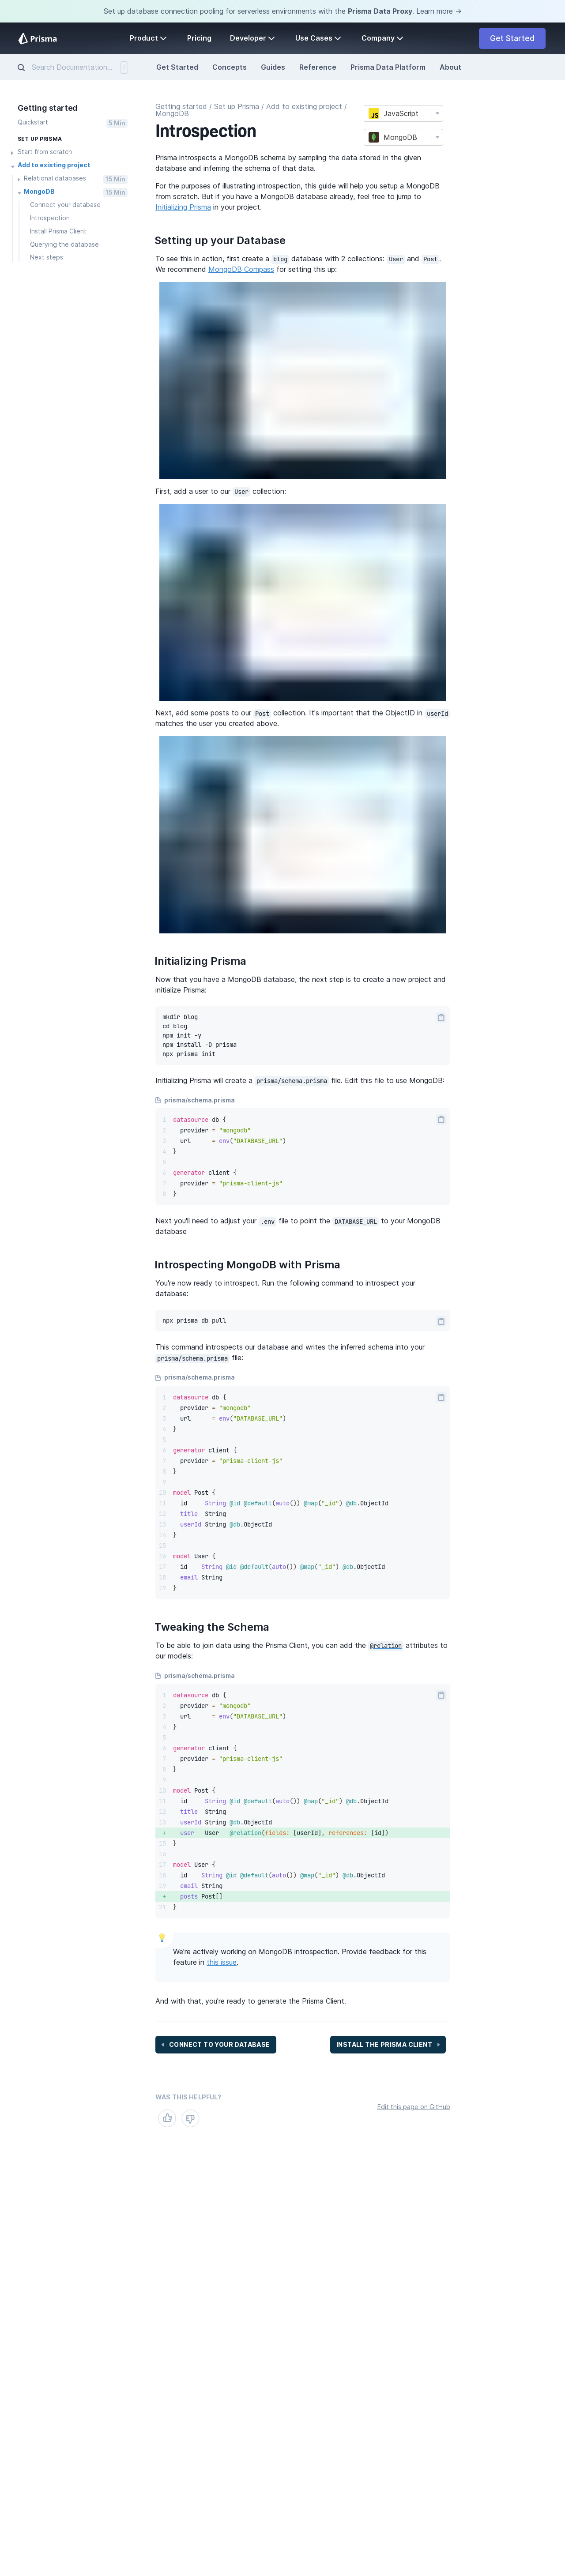 Set up database connection pooling for serverless environments with the Prisma Data Proxy. Learn more →
Prisma
Product
Pricing
Developer
Use Cases
Company
Get Started
Search Documentation...
/
Get Started
Concepts
Guides
Reference
Prisma Data Platform
About
Getting started
Quickstart
5 Min
SET UP PRISMA
Start from scratch
Add to existing project
Relational databases
15 Min
MongoDB
15 Min
Connect your database
Introspection
Install Prisma Client
Querying the database
Next steps
Getting started / Set up Prisma / Add to existing project /
MongoDB
Introspection
JS
JavaScript
MongoDB
Prisma introspects a MongoDB schema by sampling the data stored in the given
database and inferring the schema of that data.
For the purposes of illustrating introspection, this guide will help you setup a MongoDB
from scratch. But if you have a MongoDB database already, feel free to jump to
Initializing Prisma in your project.
Setting up your Database
To see this in action, first create a blog database with 2 collections: User and Post.
We recommend MongoDB Compass for setting this up:
First, add a user to our User collection:
Next, add some posts to our Post collection. It's important that the ObjectID in userId
matches the user you created above.
Initializing Prisma
Now that you have a MongoDB database, the next step is to create a new project and
initialize Prisma:
mkdir blog
cd blog
npm init -y
npm install -D prisma
npx prisma init
Initializing Prisma will create a prisma/schema.prisma file. Edit this file to use MongoDB:
prisma/schema.prisma
1 datasource db {
2   provider = "mongodb"
3   url      = env("DATABASE_URL")
4 }
5
6 generator client {
7   provider = "prisma-client-js"
8 }
Next you'll need to adjust your .env file to point the DATABASE_URL to your MongoDB
database
Introspecting MongoDB with Prisma
You're now ready to introspect. Run the following command to introspect your
database:
npx prisma db pull
This command introspects our database and writes the inferred schema into your
prisma/schema.prisma file:
prisma/schema.prisma
1 datasource db {
2   provider = "mongodb"
3   url      = env("DATABASE_URL")
4 }
5
6 generator client {
7   provider = "prisma-client-js"
8 }
9
10 model Post {
11   id     String @id @default(auto()) @map("_id") @db.ObjectId
12   title  String
13   userId String @db.ObjectId
14 }
15
16 model User {
17   id    String @id @default(auto()) @map("_id") @db.ObjectId
18   email String
19 }
Tweaking the Schema
To be able to join data using the Prisma Client, you can add the @relation attributes to
our models:
prisma/schema.prisma
1 datasource db {
2   provider = "mongodb"
3   url      = env("DATABASE_URL")
4 }
5
6 generator client {
7   provider = "prisma-client-js"
8 }
9
10 model Post {
11   id     String @id @default(auto()) @map("_id") @db.ObjectId
12   title  String
13   userId String @db.ObjectId
+   user   User   @relation(fields: [userId], references: [id])
15 }
16
17 model User {
18   id    String @id @default(auto()) @map("_id") @db.ObjectId
19   email String
+   posts Post[]
21 }
We're actively working on MongoDB introspection. Provide feedback for this
feature in this issue.
And with that, you're ready to generate the Prisma Client.
CONNECT TO YOUR DATABASE
INSTALL THE PRISMA CLIENT
WAS THIS HELPFUL?
Edit this page on GitHub